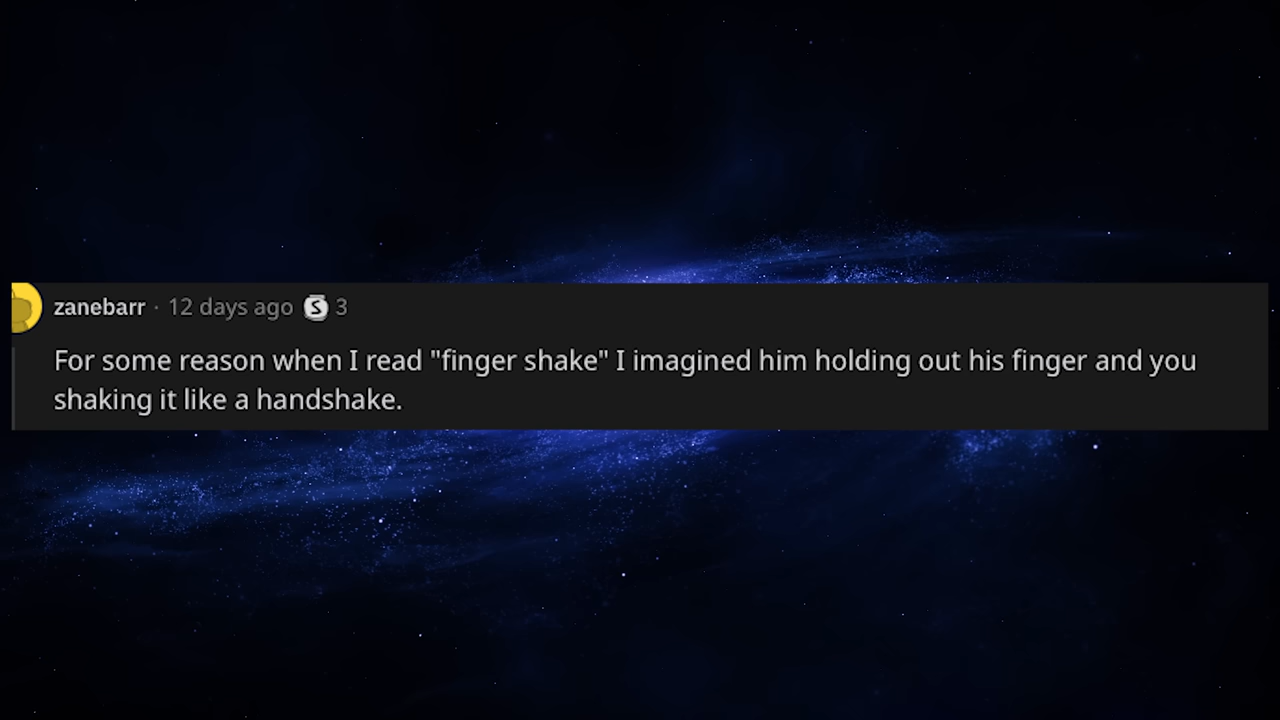 zanebarr · 12 days ago S 3
For some reason when I read "finger shake" I imagined him holding out his finger and you
shaking it like a handshake.